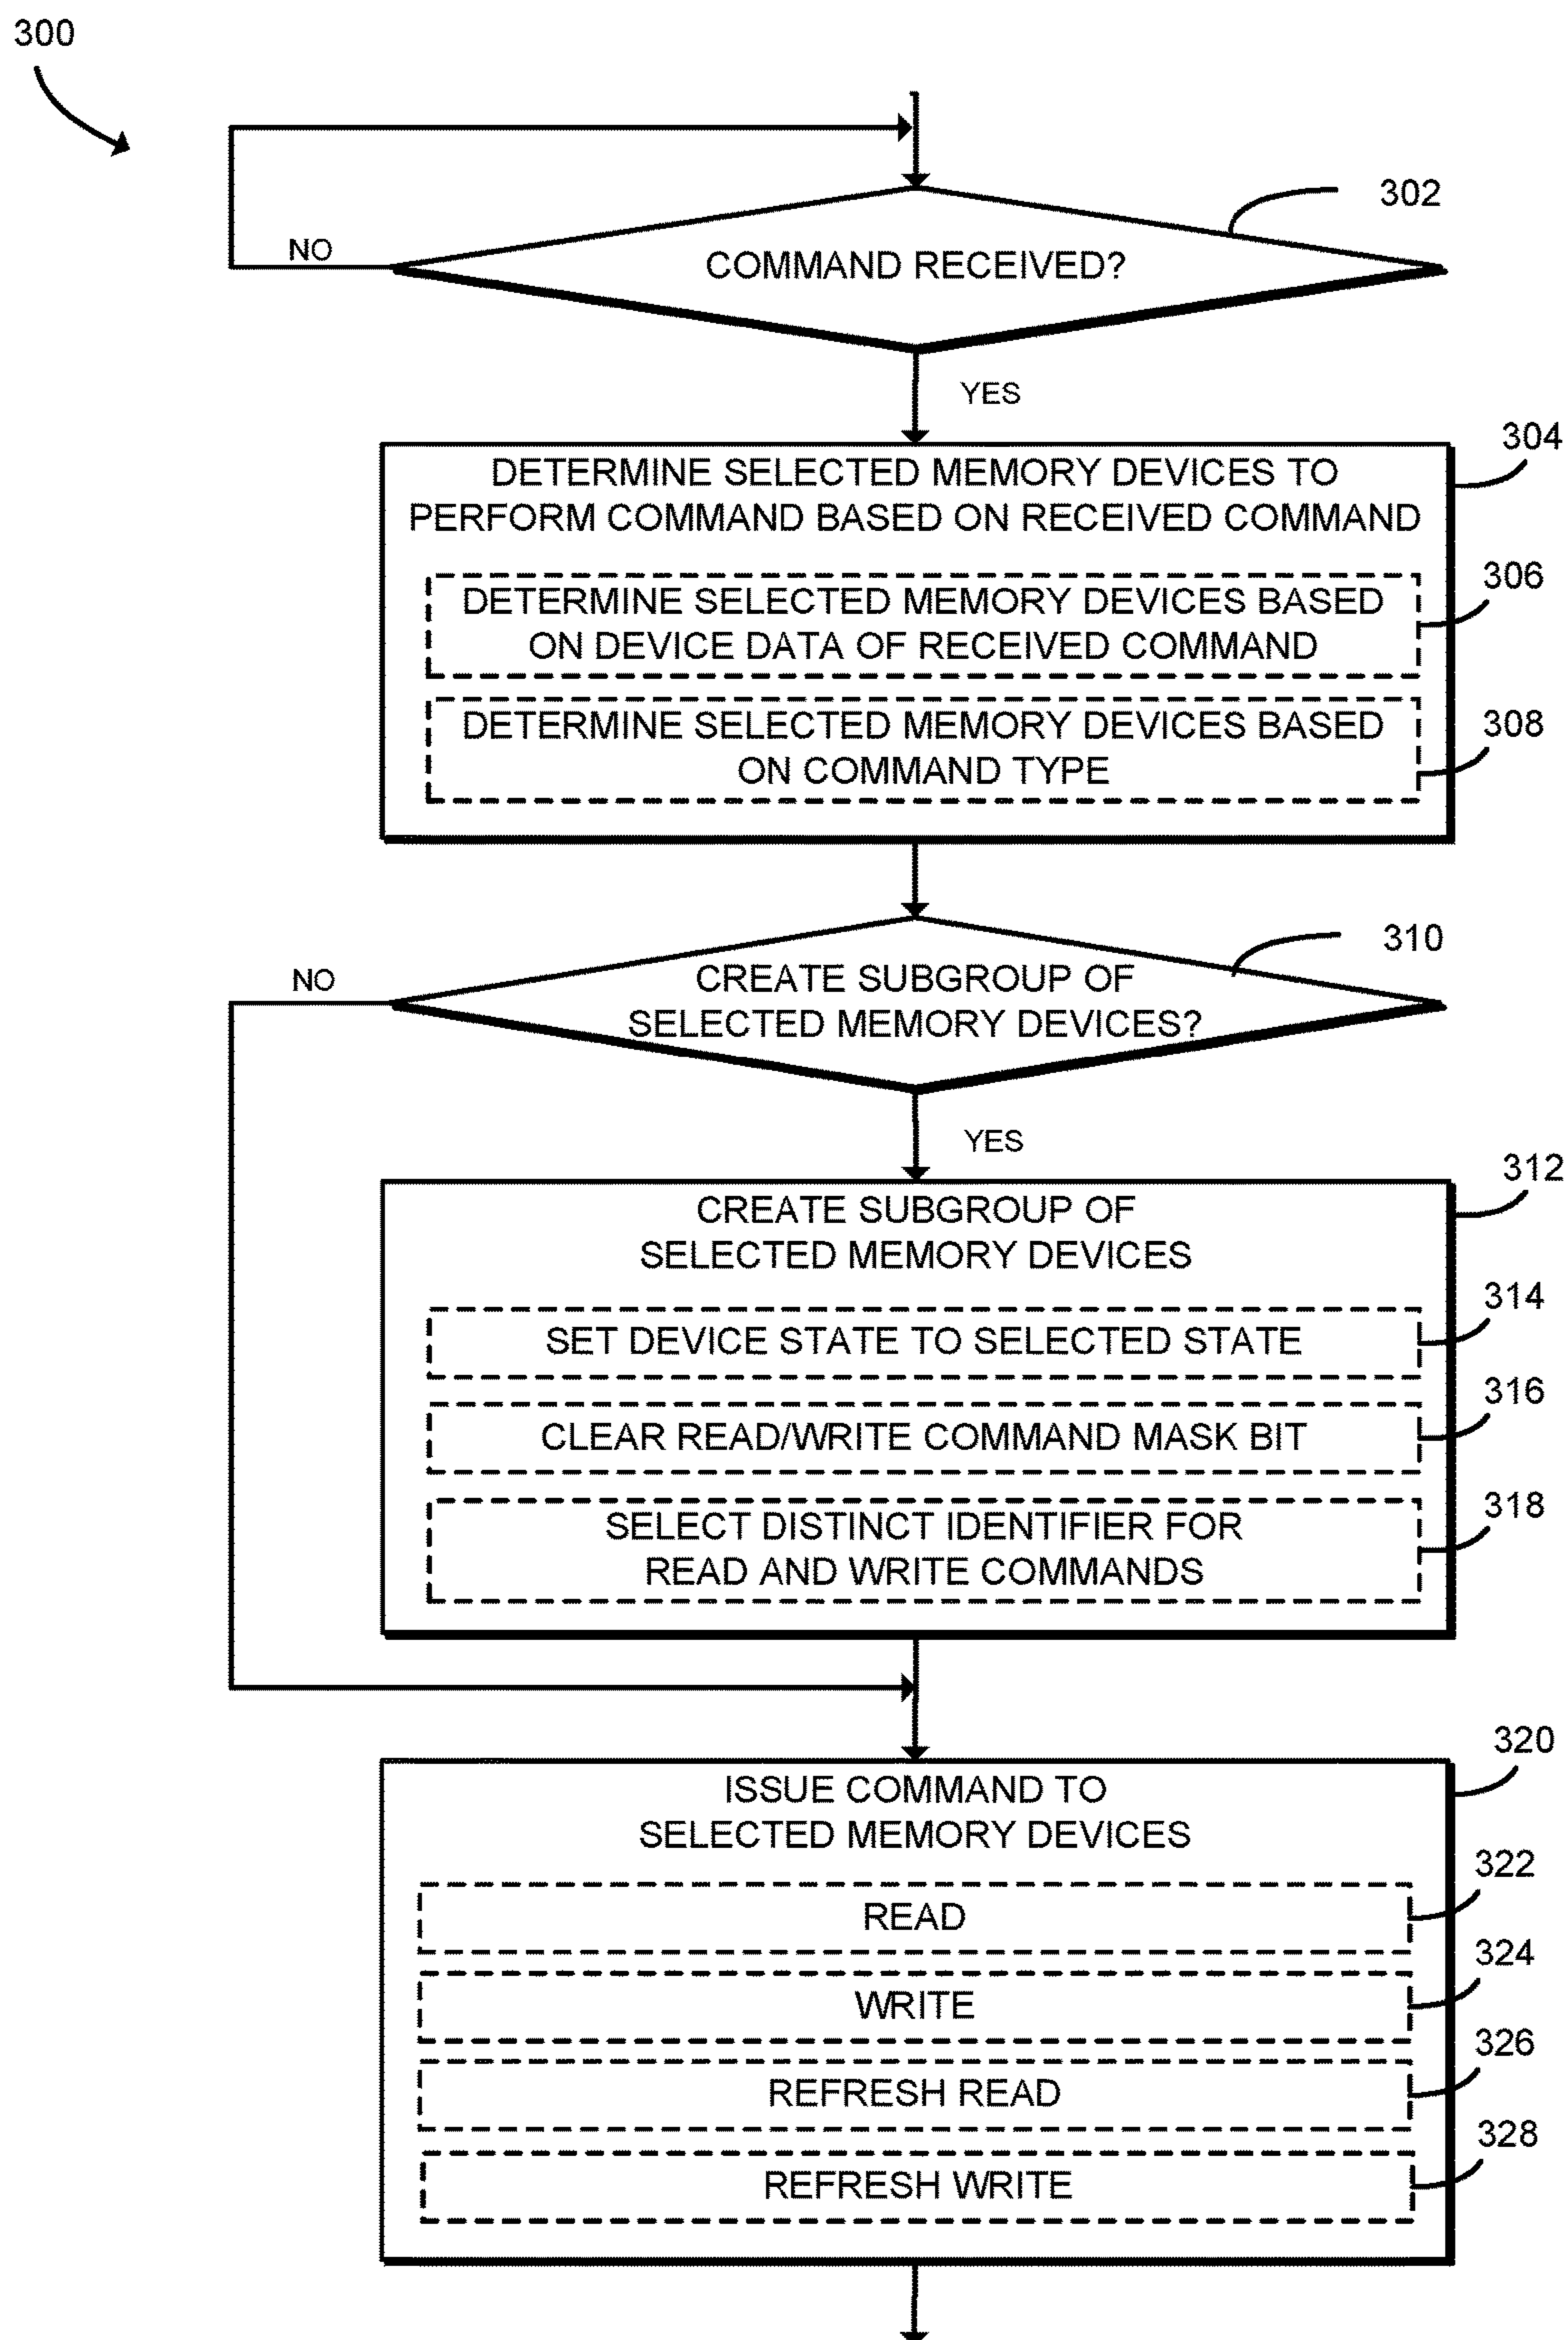 300
302
COMMAND RECEIVED?
NO
YES
304
DETERMINE SELECTED MEMORY DEVICES TO
PERFORM COMMAND BASED ON RECEIVED COMMAND
306
DETERMINE SELECTED MEMORY DEVICES BASED
ON DEVICE DATA OF RECEIVED COMMAND
308
DETERMINE SELECTED MEMORY DEVICES BASED
ON COMMAND TYPE
310
NO
CREATE SUBGROUP OF
SELECTED MEMORY DEVICES?
YES
312
CREATE SUBGROUP OF
SELECTED MEMORY DEVICES
314
SET DEVICE STATE TO SELECTED STATE
316
CLEAR READ/WRITE COMMAND MASK BIT
318
SELECT DISTINCT IDENTIFIER FOR
READ AND WRITE COMMANDS
320
ISSUE COMMAND TO
SELECTED MEMORY DEVICES
322
READ
324
WRITE
326
REFRESH READ
328
REFRESH WRITE